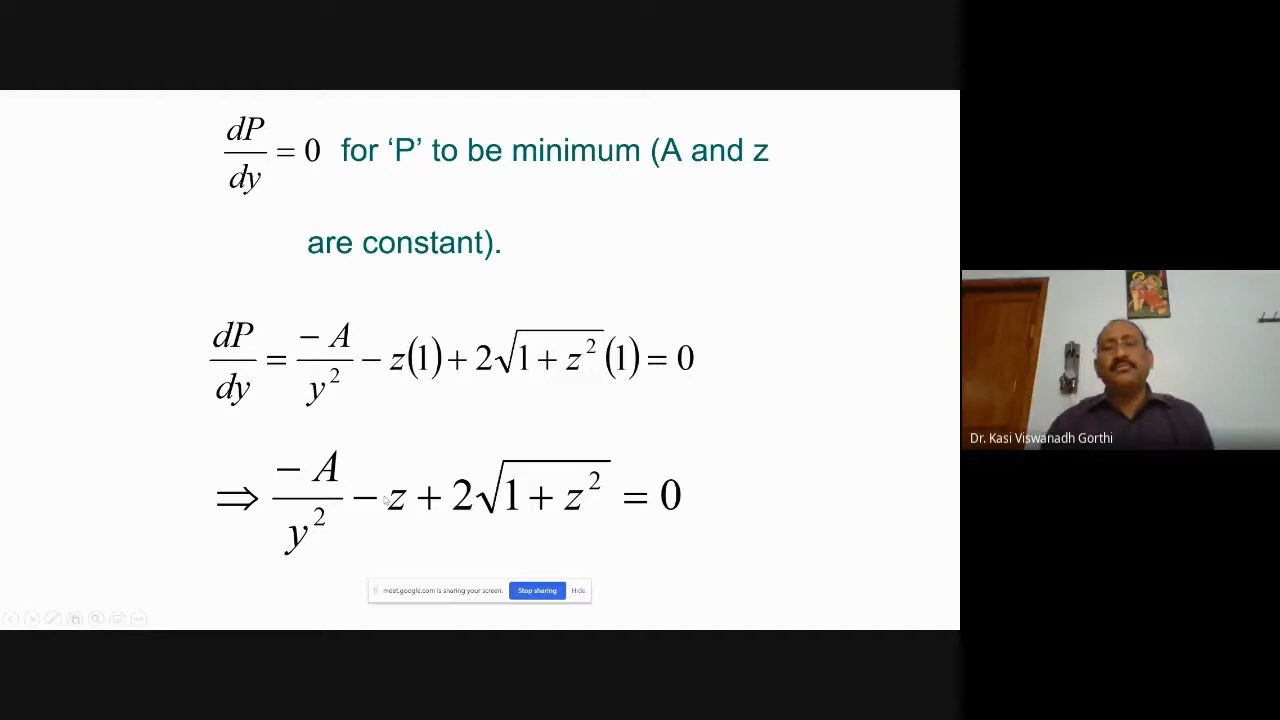 dP/dy = 0 for ‘P’ to be minimum (A and z
are constant).
dP/dy = −A/y² − z(1) + 2√(1 + z²)(1) = 0
⇒ −A/y² − z + 2√(1 + z²) = 0
meet.google.com is sharing your screen. Stop sharing Hide
Dr. Kasi Viswanadh Gorthi